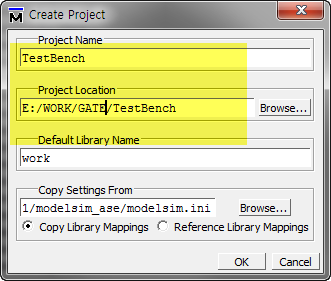 Create Project
Project Name
TestBench
Project Location
E:/WORK/GATE/TestBench
Browse...
Default Library Name
work
Copy Settings From
1/modelsim_ase/modelsim.ini
Browse...
Copy Library Mappings
Reference Library Mappings
OK
Cancel